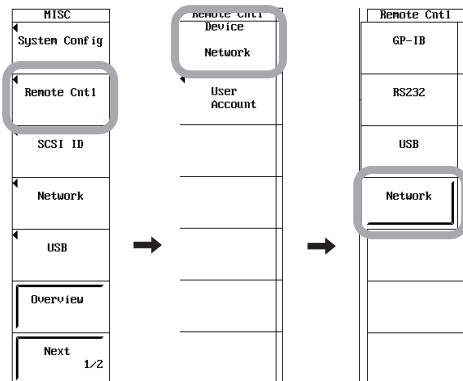 MISC
System Config
Remote Cntl
SCSI ID
Network
USB
Overview
Next
1/2
Remote Cntl
Device
Network
User
Account
Remote Cntl
GP-IB
RS232
USB
Network